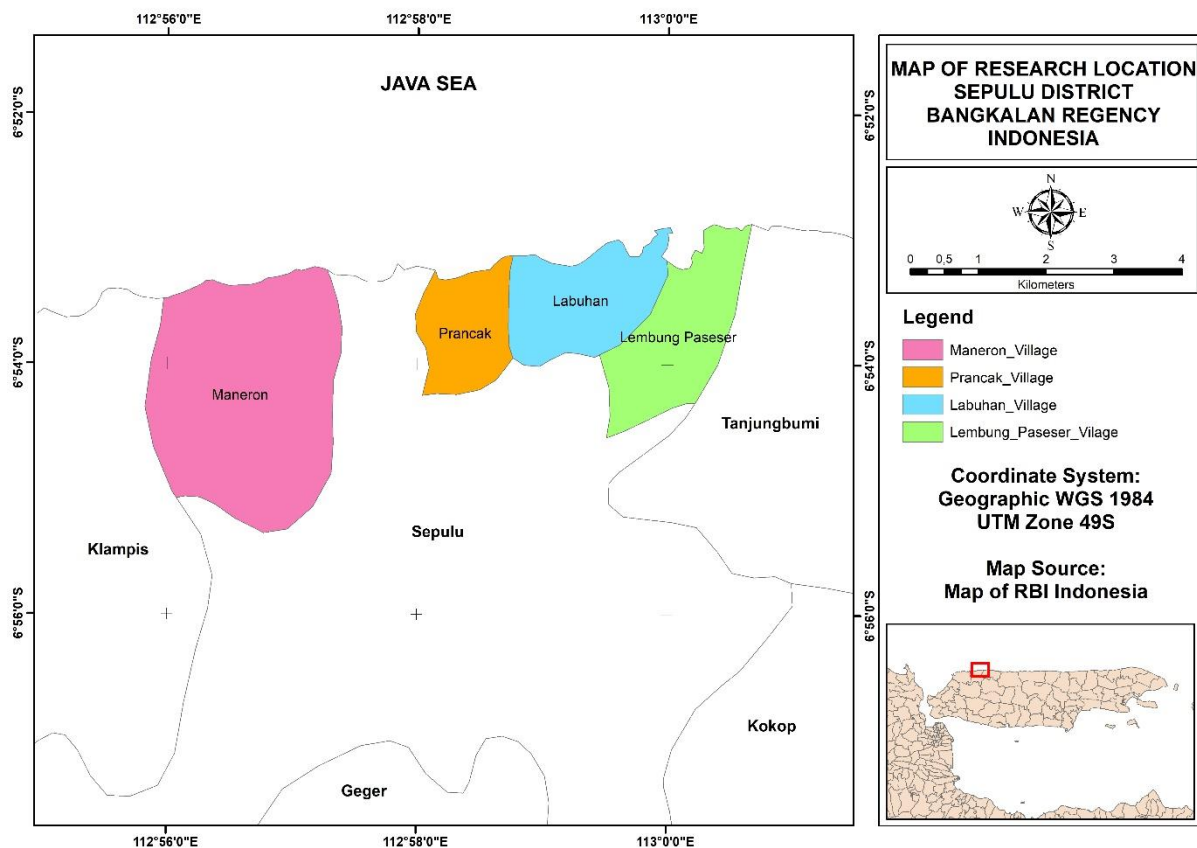 112°56'0"E
112°58'0"E
113°0'0"E
JAVA SEA
6°52'0"S
6°52'0"S
Labuhan
Prancak
Lembung Paseser
6°54'0"S
6°54'0"S
Maneron
Tanjungbumi
Sepulu
Klampis
6°56'0"S
6°56'0"S
Kokop
Geger
112°56'0"E
112°58'0"E
113°0'0"E
MAP OF RESEARCH LOCATION
SEPULU DISTRICT
BANGKALAN REGENCY
INDONESIA
N
W
E
S
0 0,5 1 2 3 4
Kilometers
Legend
Maneron_Village
Prancak_Village
Labuhan_Village
Lembung_Paseser_Vilage
Coordinate System:
Geographic WGS 1984
UTM Zone 49S
Map Source:
Map of RBI Indonesia